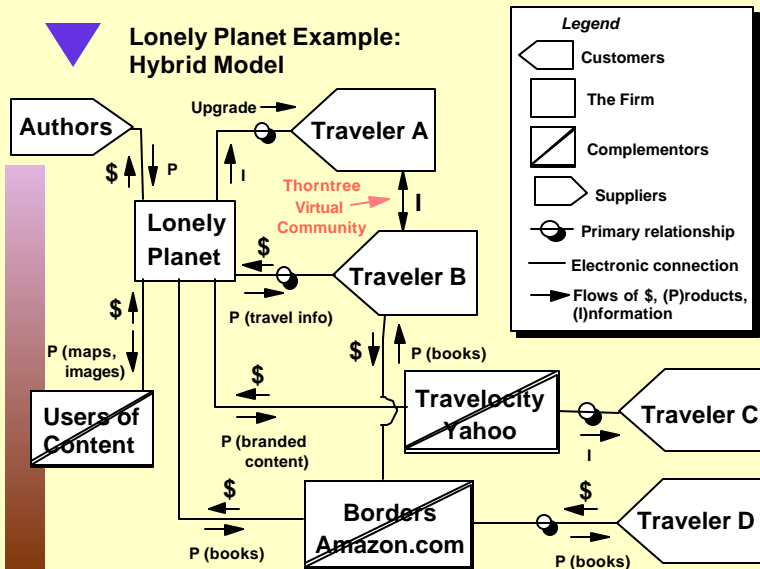 Lonely Planet Example:
Hybrid Model
Legend
Customers
The Firm
Complementors
Suppliers
Primary relationship
Electronic connection
Flows of $, (P)roducts,
(I)nformation
Upgrade
Authors
Traveler A
$
P
I
Thorntree
Virtual
Community
I
Lonely
Planet
$
Traveler B
P (travel info)
$
P (maps,
images)
$
P (books)
Users of
Content
$
P (branded
content)
Travelocity
Yahoo
Traveler C
I
$
P (books)
Borders
Amazon.com
$
Traveler D
P (books)